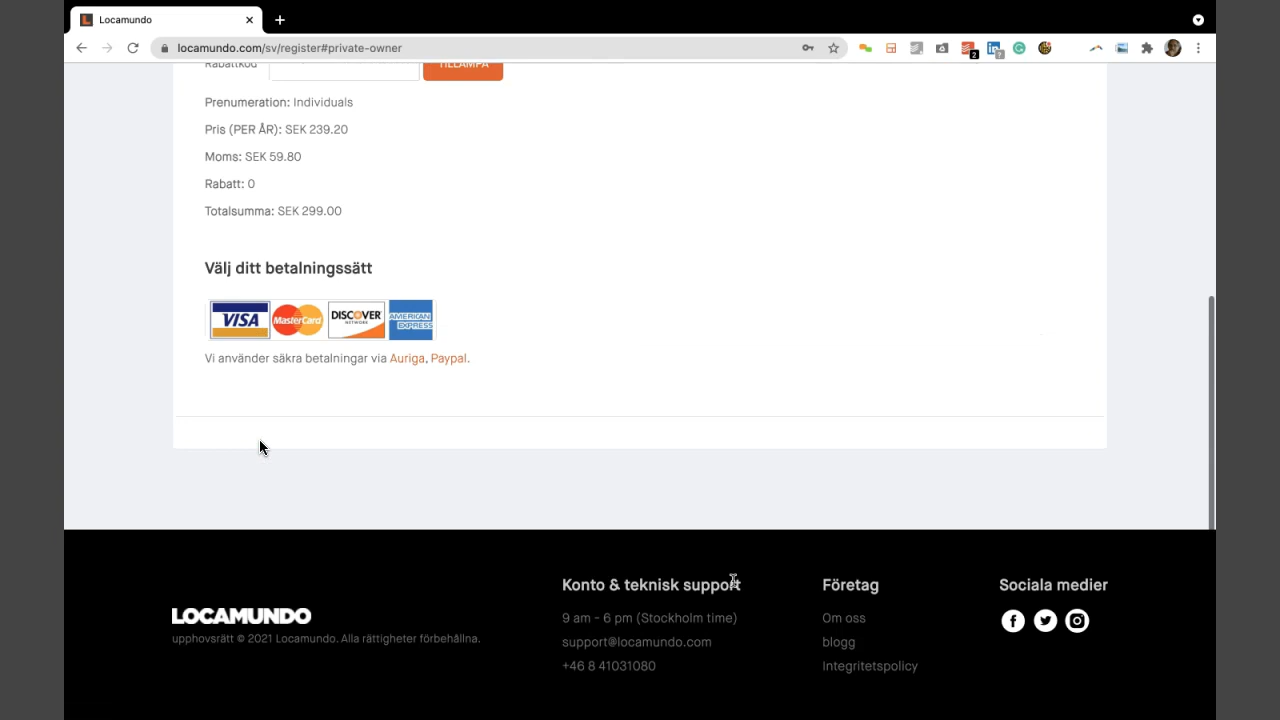 Locamundo
locamundo.com/sv/register#private-owner
Rabattkod
TILLÄMPA
Prenumeration: Individuals
Pris (PER ÅR): SEK 239.20
Moms: SEK 59.80
Rabatt: 0
Totalsumma: SEK 299.00
Välj ditt betalningssätt
VISA MasterCard DISCOVER NETWORK AMERICAN EXPRESS
Vi använder säkra betalningar via Auriga, Paypal.
LOCAMUNDO
upphovsrätt © 2021 Locamundo. Alla rättigheter förbehållna.
Konto & teknisk support
9 am - 6 pm (Stockholm time)
support@locamundo.com
+46 8 41031080
Företag
Om oss
blogg
Integritetspolicy
Sociala medier